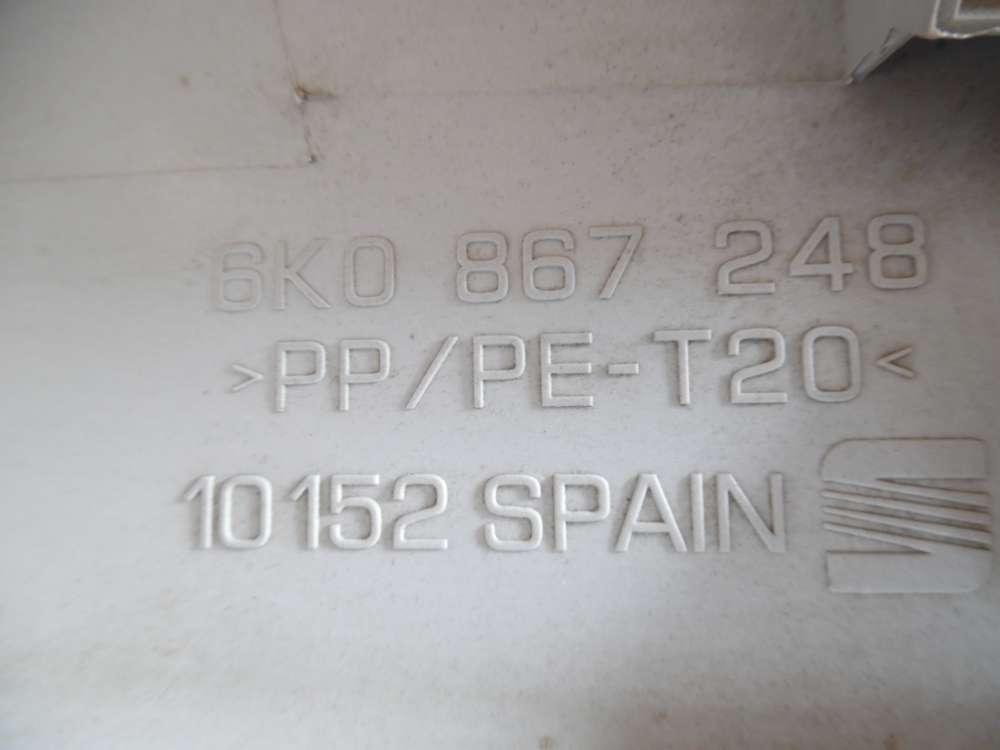 6K0 867 248
>PP/PE-T20<
10152 SPAIN